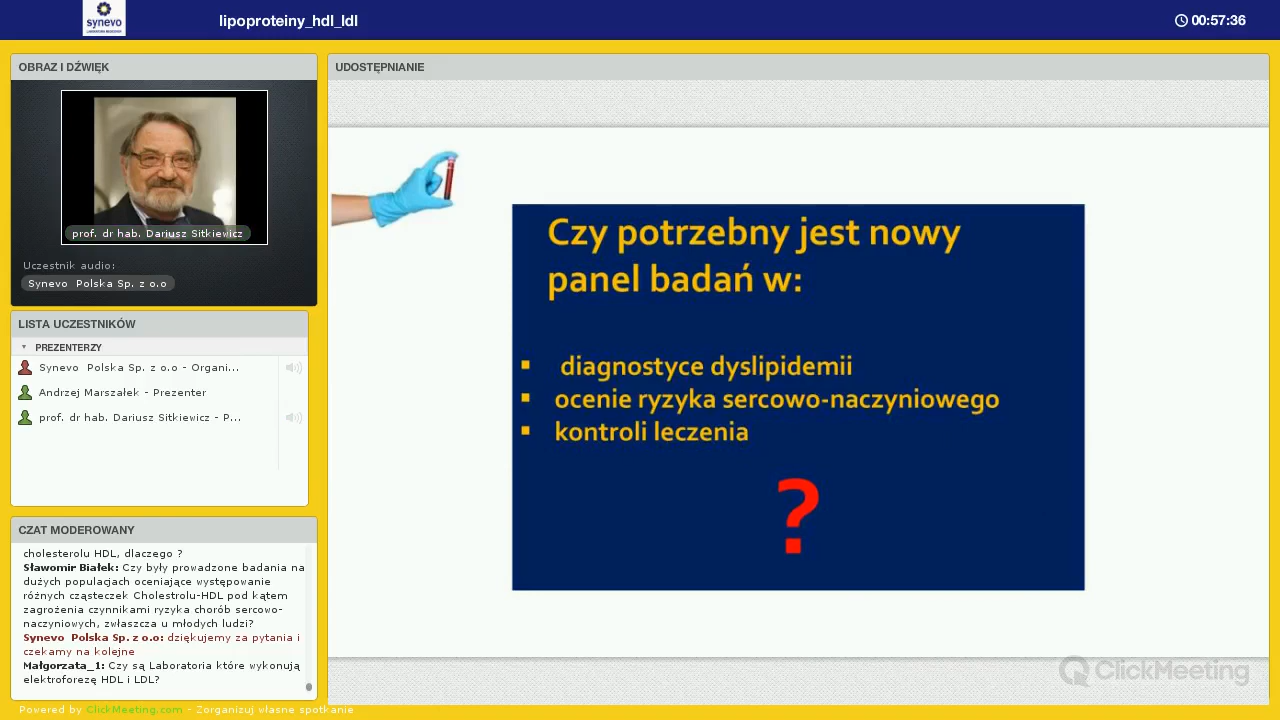 synevo
lipoproteiny_hdl_ldl
00:57:36
OBRAZ I DŹWIĘK
prof. dr hab. Dariusz Sitkiewicz
Uczestnik audio:
Synevo Polska Sp. z o.o
LISTA UCZESTNIKÓW
PREZENTERZY
Synevo Polska Sp. z o.o - Organi...
Andrzej Marszałek - Prezenter
prof. dr hab. Dariusz Sitkiewicz - P...
CZAT MODEROWANY
cholesterolu HDL, dlaczego ?
Sławomir Białek: Czy były prowadzone badania na
dużych populacjach oceniające występowanie
różnych cząsteczek Cholestrolu-HDL pod kątem
zagrożenia czynnikami ryzyka chorób sercowo-
naczyniowych, zwłaszcza u młodych ludzi?
Synevo Polska Sp. z o.o: dziękujemy za pytania i
czekamy na kolejne
Małgorzata_1: Czy są Laboratoria które wykonują
elektroforezę HDL i LDL?
Powered by ClickMeeting.com - Zorganizuj własne spotkanie
UDOSTĘPNIANIE
Czy potrzebny jest nowy
panel badań w:
▪ diagnostyce dyslipidemii
▪ ocenie ryzyka sercowo-naczyniowego
▪ kontroli leczenia
?
ClickMeeting